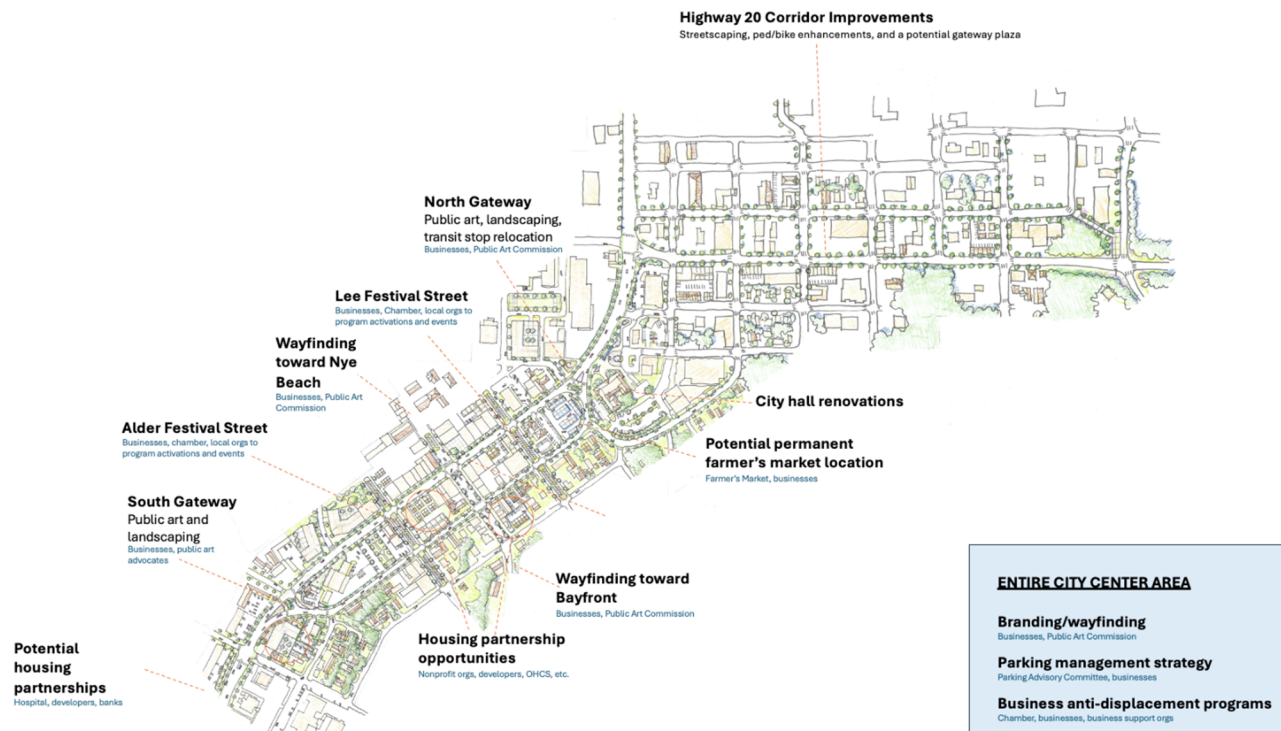 Highway 20 Corridor Improvements
Streetscaping, ped/bike enhancements, and a potential gateway plaza
North Gateway
Public art, landscaping,
transit stop relocation
Businesses, Public Art Commission
Lee Festival Street
Businesses, Chamber, local orgs to
program activations and events
Wayfinding
toward Nye
Beach
Businesses, Public Art
Commission
Alder Festival Street
Businesses, chamber, local orgs to
program activations and events
South Gateway
Public art and
landscaping
Businesses, public art
advocates
Potential
housing
partnerships
Hospital, developers, banks
City hall renovations
Potential permanent
farmer’s market location
Farmer’s Market, businesses
Wayfinding toward
Bayfront
Businesses, Public Art Commission
Housing partnership
opportunities
Nonprofit orgs, developers, OHCS, etc.
ENTIRE CITY CENTER AREA
Branding/wayfinding
Businesses, Public Art Commission
Parking management strategy
Parking Advisory Committee, businesses
Business anti-displacement programs
Chamber, businesses, business support orgs